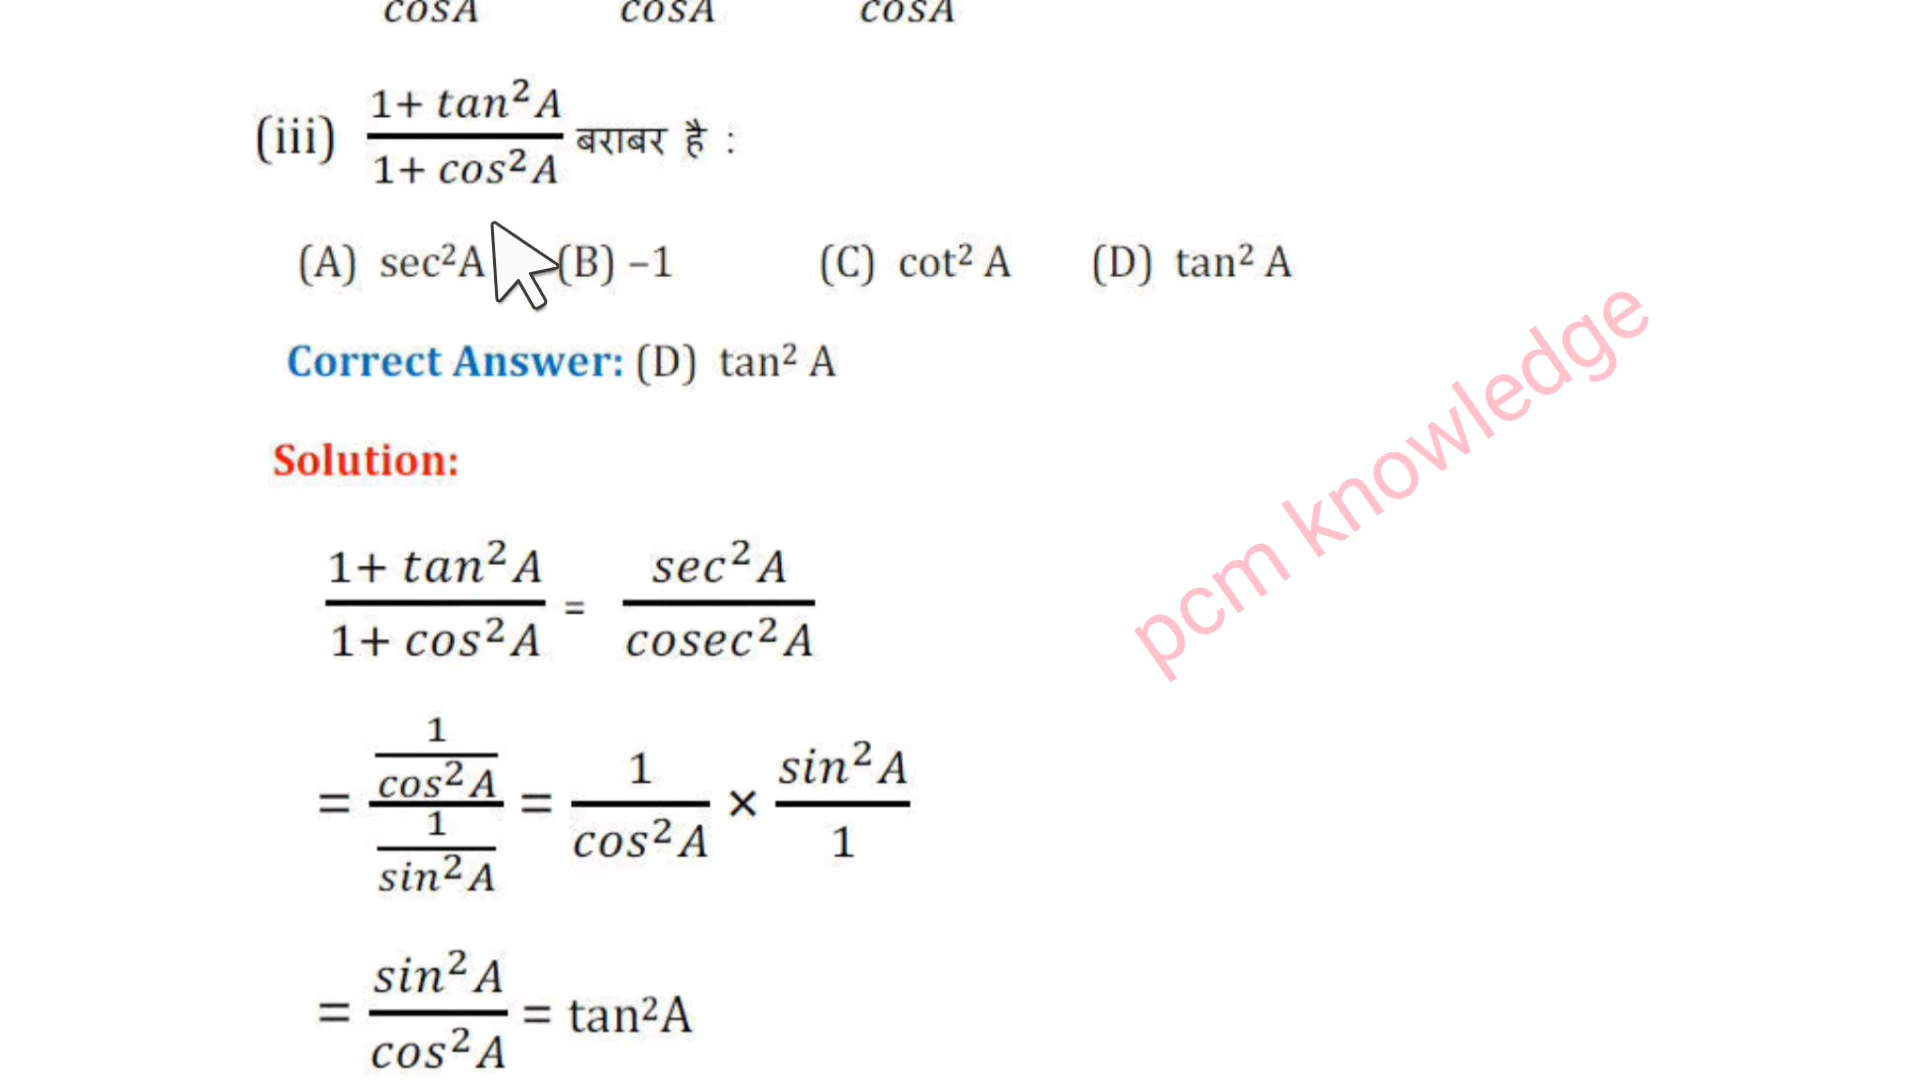 cosA cosA cosA
(iii) 1+ tan²A / 1+ cos²A बराबर है :
(A) sec²A (B) –1 (C) cot² A (D) tan² A
Correct Answer: (D) tan² A
Solution:
1+ tan²A / 1+ cos²A = sec²A / cosec²A
= 1 / cos²A / 1 / sin²A = 1 / cos²A × sin²A / 1
= sin²A / cos²A = tan²A
pcm knowledge